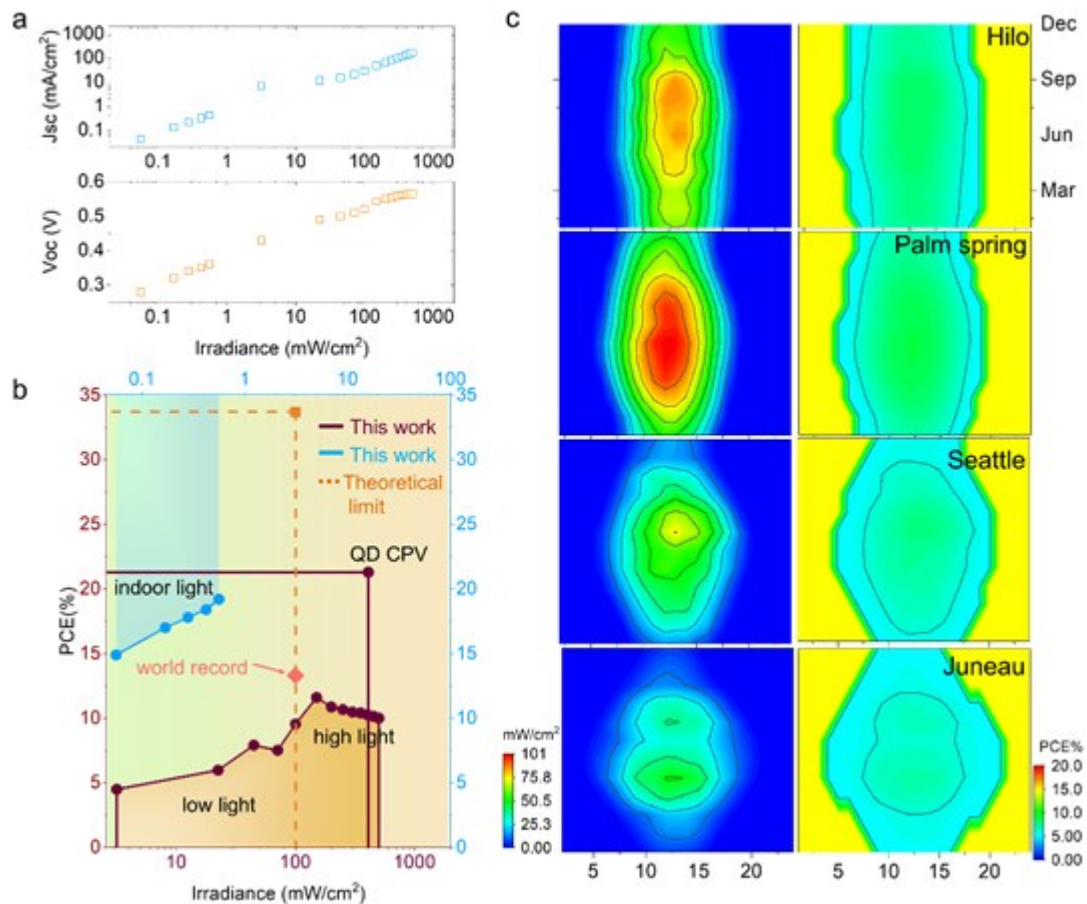 a
Jsc (mA/cm²)
1000
100
10
1
0.1
0.1 1 10 100 1000
Voc (V)
0.6
0.5
0.4
0.3
0.1 1 10 100 1000
Irradiance (mW/cm²)
b
0.1 1 10 100
PCE(%)
35
30
25
20
15
10
5
0
35
30
25
20
15
10
5
0
This work
This work
Theoretical
limit
QD CPV
indoor light
world record
high light
low light
10 100 1000
Irradiance (mW/cm²)
c
Hilo
Dec
Sep
Jun
Mar
Palm spring
Seattle
Juneau
mW/cm²
101
75.8
50.5
25.3
0.00
PCE%
20.0
15.0
10.0
5.00
0.00
5 10 15 20
5 10 15 20